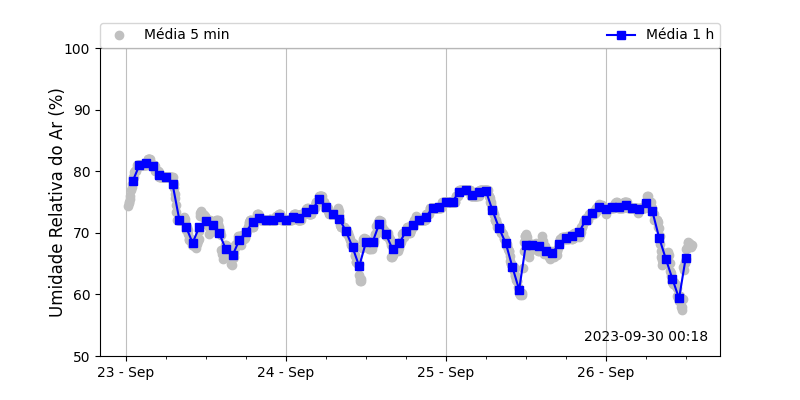 Média 5 min
Média 1 h
Umidade Relativa do Ar (%)
100
90
80
70
60
50
2023-09-30 00:18
23 - Sep
24 - Sep
25 - Sep
26 - Sep